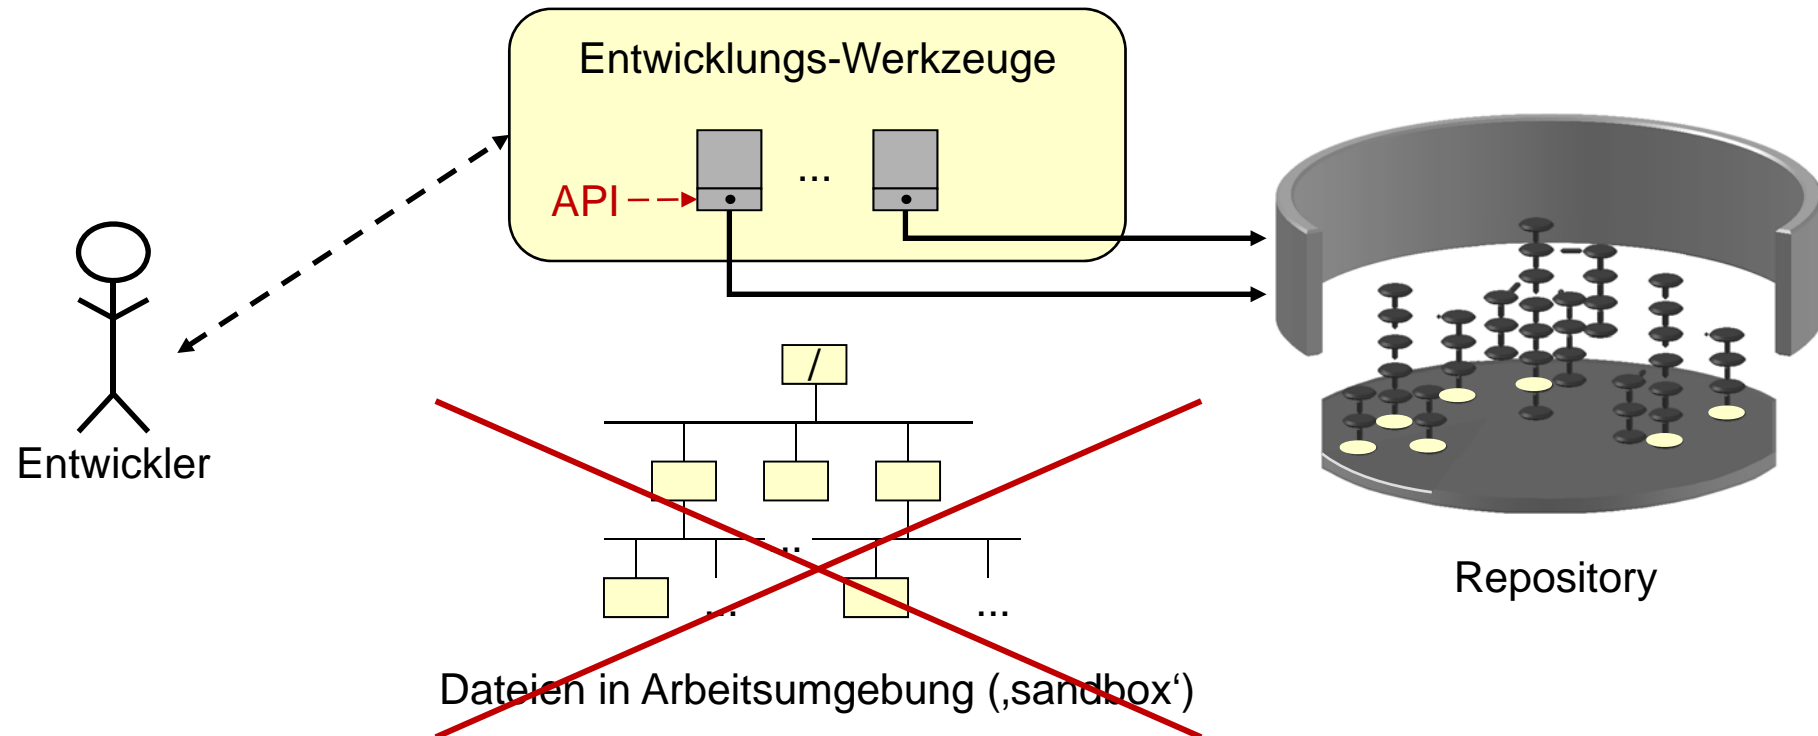 Entwicklungs-Werkzeuge
...
API
/
Entwickler
...
... ...
Repository
Dateien in Arbeitsumgebung (‚sandbox‘)